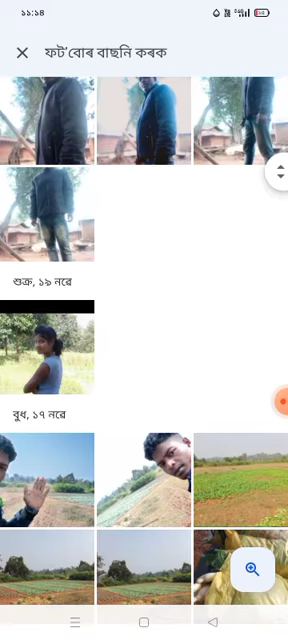 ১১:১৪
ফট'বোৰ বাছনি কৰক
শুক্ৰ, ১৯ নৱে
বুধ, ১৭ নৱে